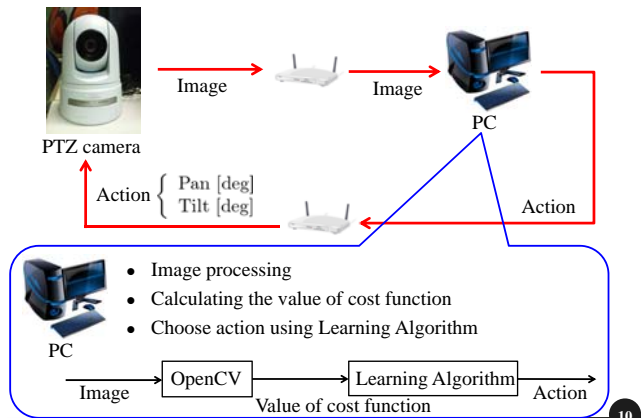 Image
Image
PTZ camera
PC
Action { Pan [deg]
Tilt [deg]
Action
• Image processing
• Calculating the value of cost function
• Choose action using Learning Algorithm
PC
OpenCV
Learning Algorithm
Image
Value of cost function
Action
10